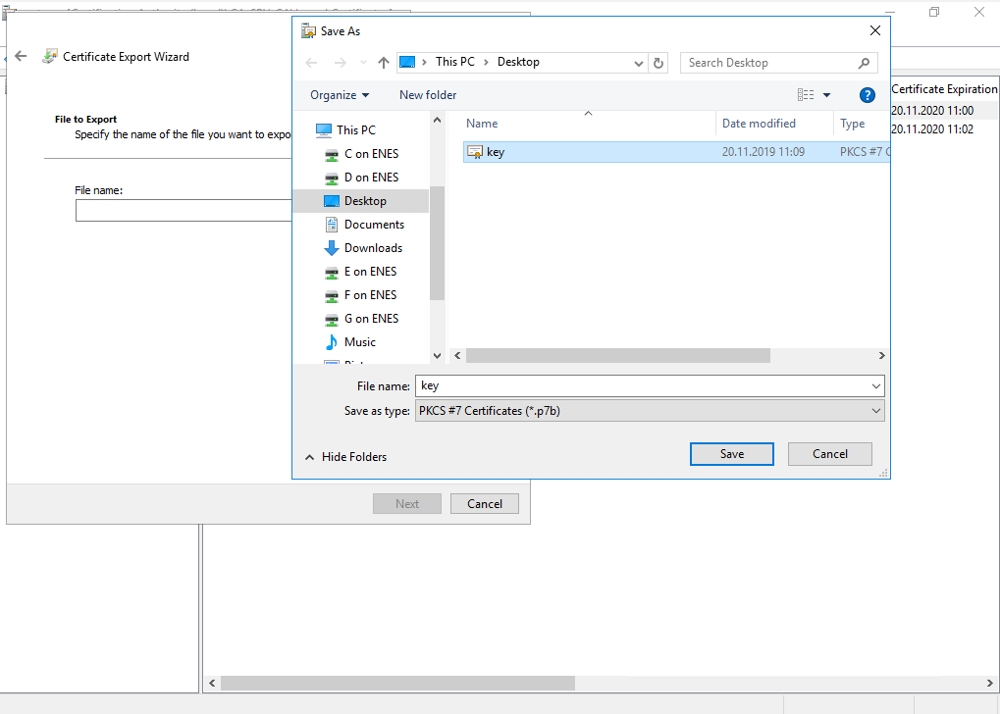 Certificate Export Wizard
File to Export
Specify the name of the file you want to expo
File name:
Next
Cancel
Save As
This PC
Desktop
Search Desktop
Organize
New folder
?
Name
Date modified
Type
key
20.11.2019 11:09
PKCS #7 C
This PC
C on ENES
D on ENES
Desktop
Documents
Downloads
E on ENES
F on ENES
G on ENES
Music
File name:
key
Save as type:
PKCS #7 Certificates (*.p7b)
Hide Folders
Save
Cancel
Certificate Expiration
20.11.2020 11:00
20.11.2020 11:02